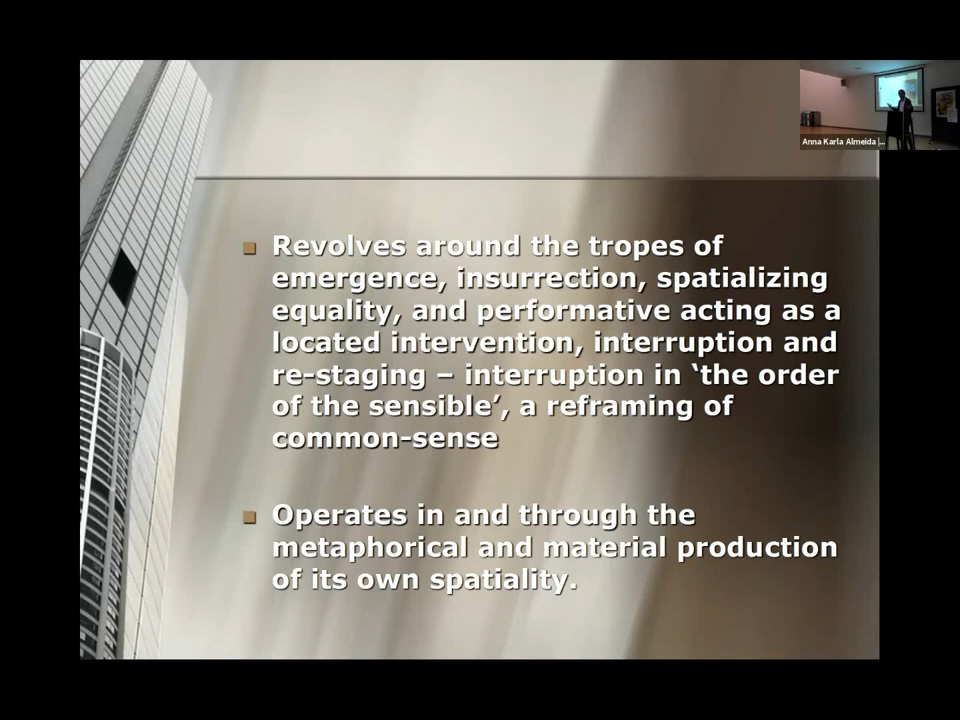 Anna Karla Almeida |...
Revolves around the tropes of
emergence, insurrection, spatializing
equality, and performative acting as a
located intervention, interruption and
re-staging – interruption in ‘the order
of the sensible’, a reframing of
common-sense
Operates in and through the
metaphorical and material production
of its own spatiality.